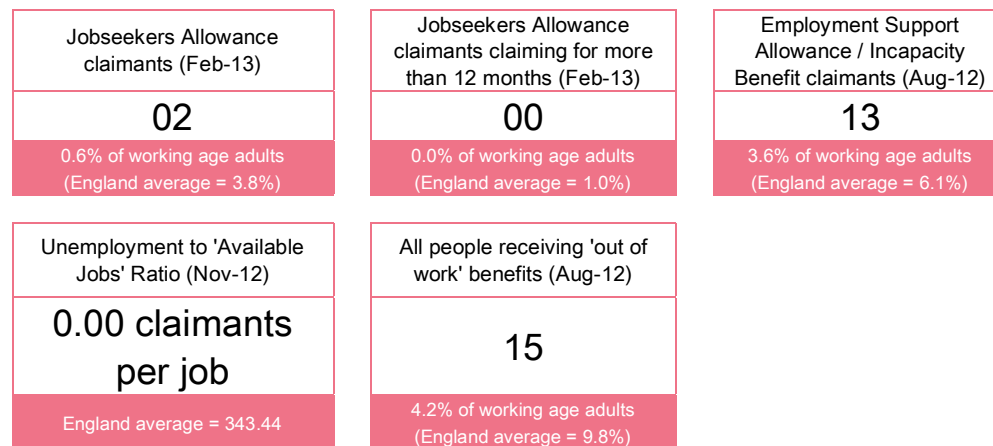 Jobseekers Allowance
claimants (Feb-13)
02
0.6% of working age adults
(England average = 3.8%)
Jobseekers Allowance
claimants claiming for more
than 12 months (Feb-13)
00
0.0% of working age adults
(England average = 1.0%)
Employment Support
Allowance / Incapacity
Benefit claimants (Aug-12)
13
3.6% of working age adults
(England average = 6.1%)
Unemployment to 'Available
Jobs' Ratio (Nov-12)
0.00 claimants
per job
England average = 343.44
All people receiving 'out of
work' benefits (Aug-12)
15
4.2% of working age adults
(England average = 9.8%)